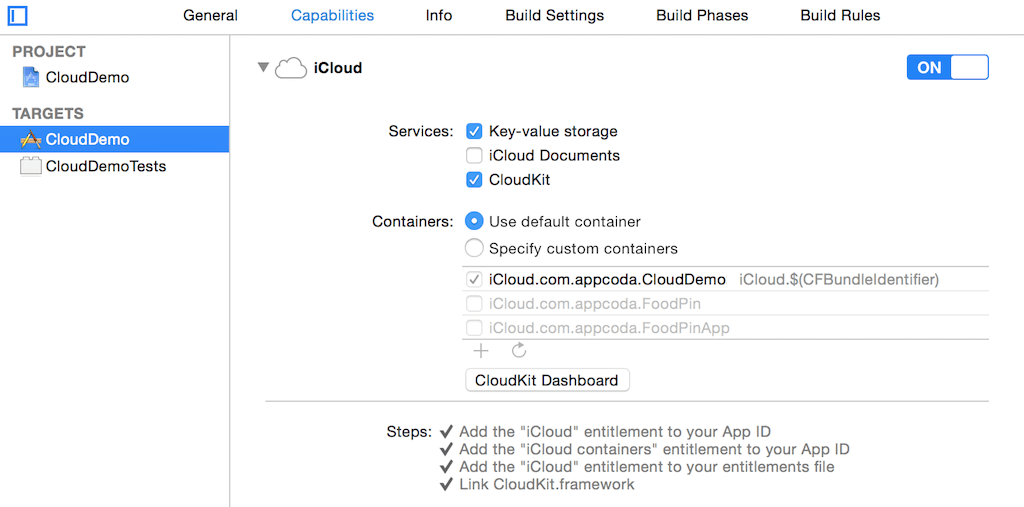 General Capabilities Info Build Settings Build Phases Build Rules
PROJECT
CloudDemo
TARGETS
CloudDemo
CloudDemoTests
iCloud
ON
Services: Key-value storage
iCloud Documents
CloudKit
Containers: Use default container
Specify custom containers
iCloud.com.appcoda.CloudDemo iCloud.$(CFBundleIdentifier)
iCloud.com.appcoda.FoodPin
iCloud.com.appcoda.FoodPinApp
CloudKit Dashboard
Steps: Add the "iCloud" entitlement to your App ID
Add the "iCloud containers" entitlement to your App ID
Add the "iCloud" entitlement to your entitlements file
Link CloudKit.framework